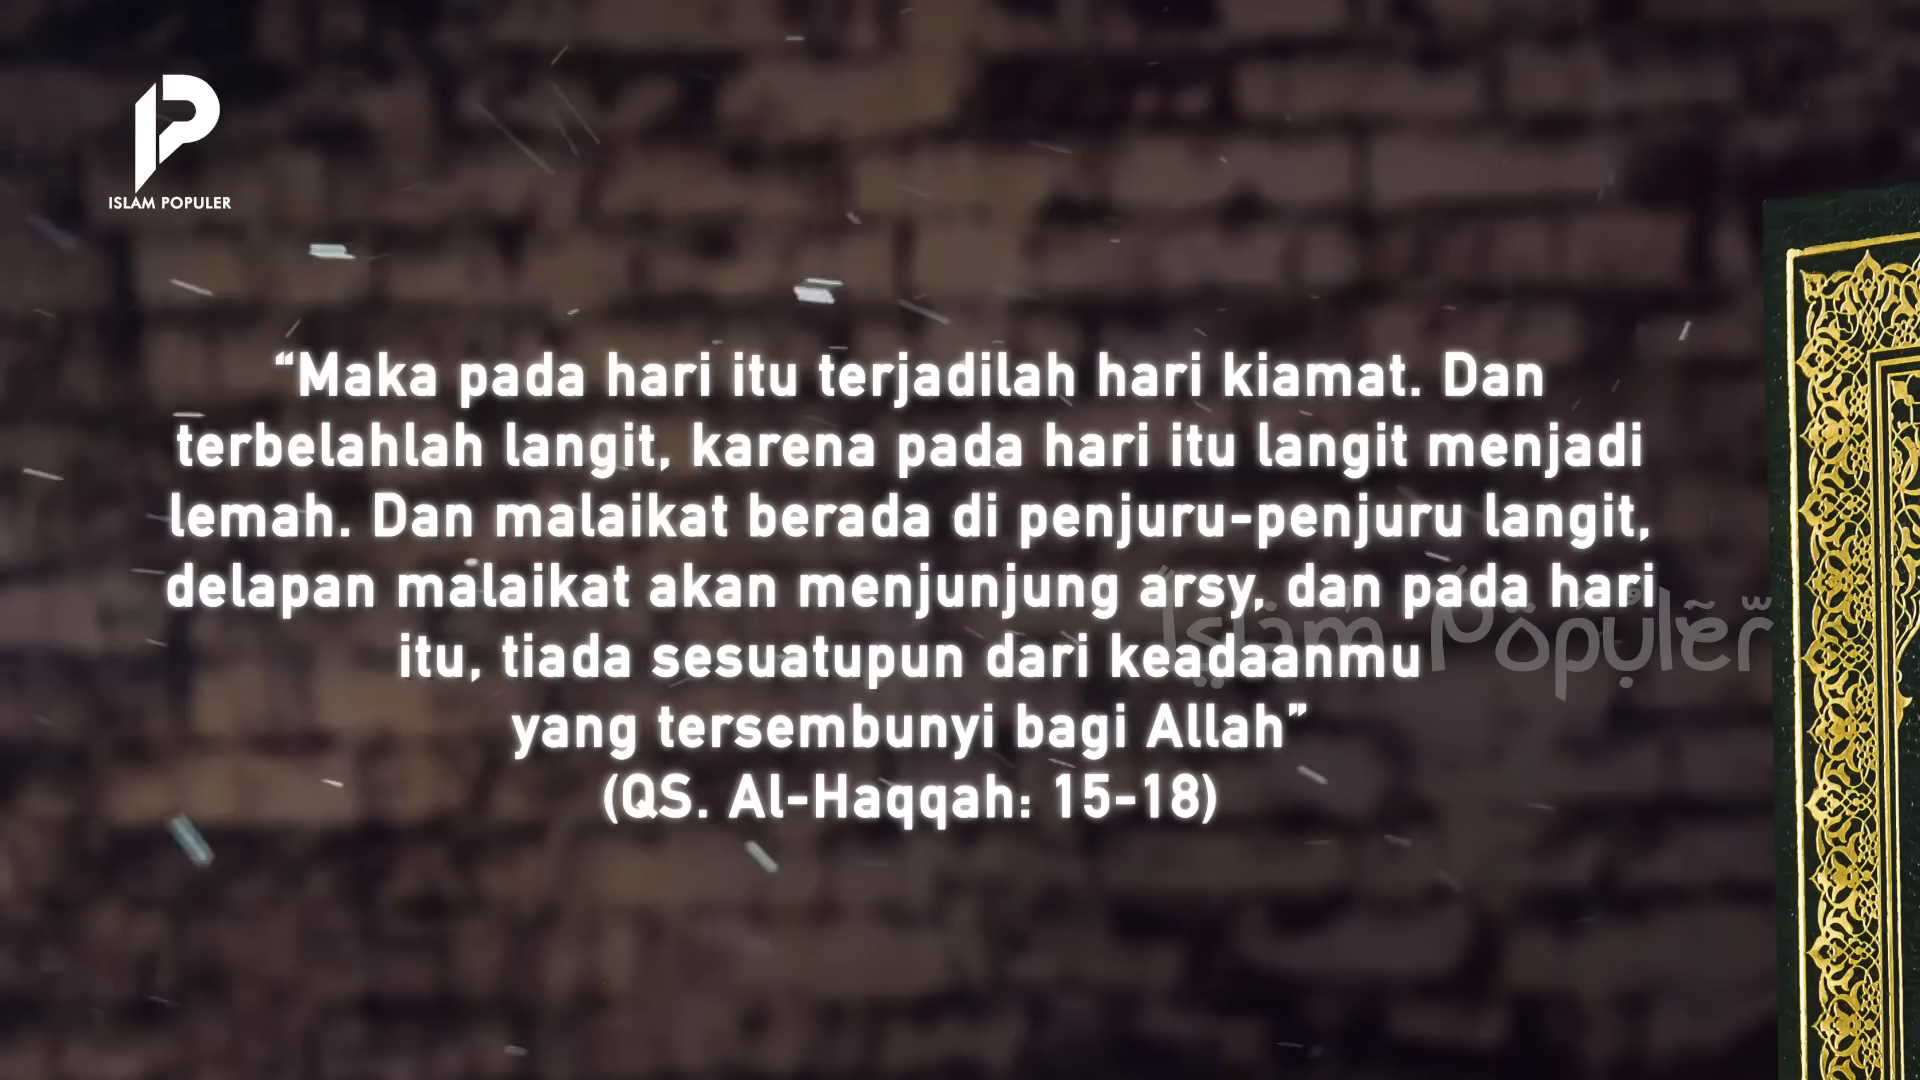 ISLAM POPULER
“Maka pada hari itu terjadilah hari kiamat. Dan
terbelahlah langit, karena pada hari itu langit menjadi
lemah. Dan malaikat berada di penjuru-penjuru langit,
delapan malaikat akan menjunjung arsy, dan pada hari
itu, tiada sesuatupun dari keadaanmu
yang tersembunyi bagi Allah”
(QS. Al-Haqqah: 15-18)
Islam Populer